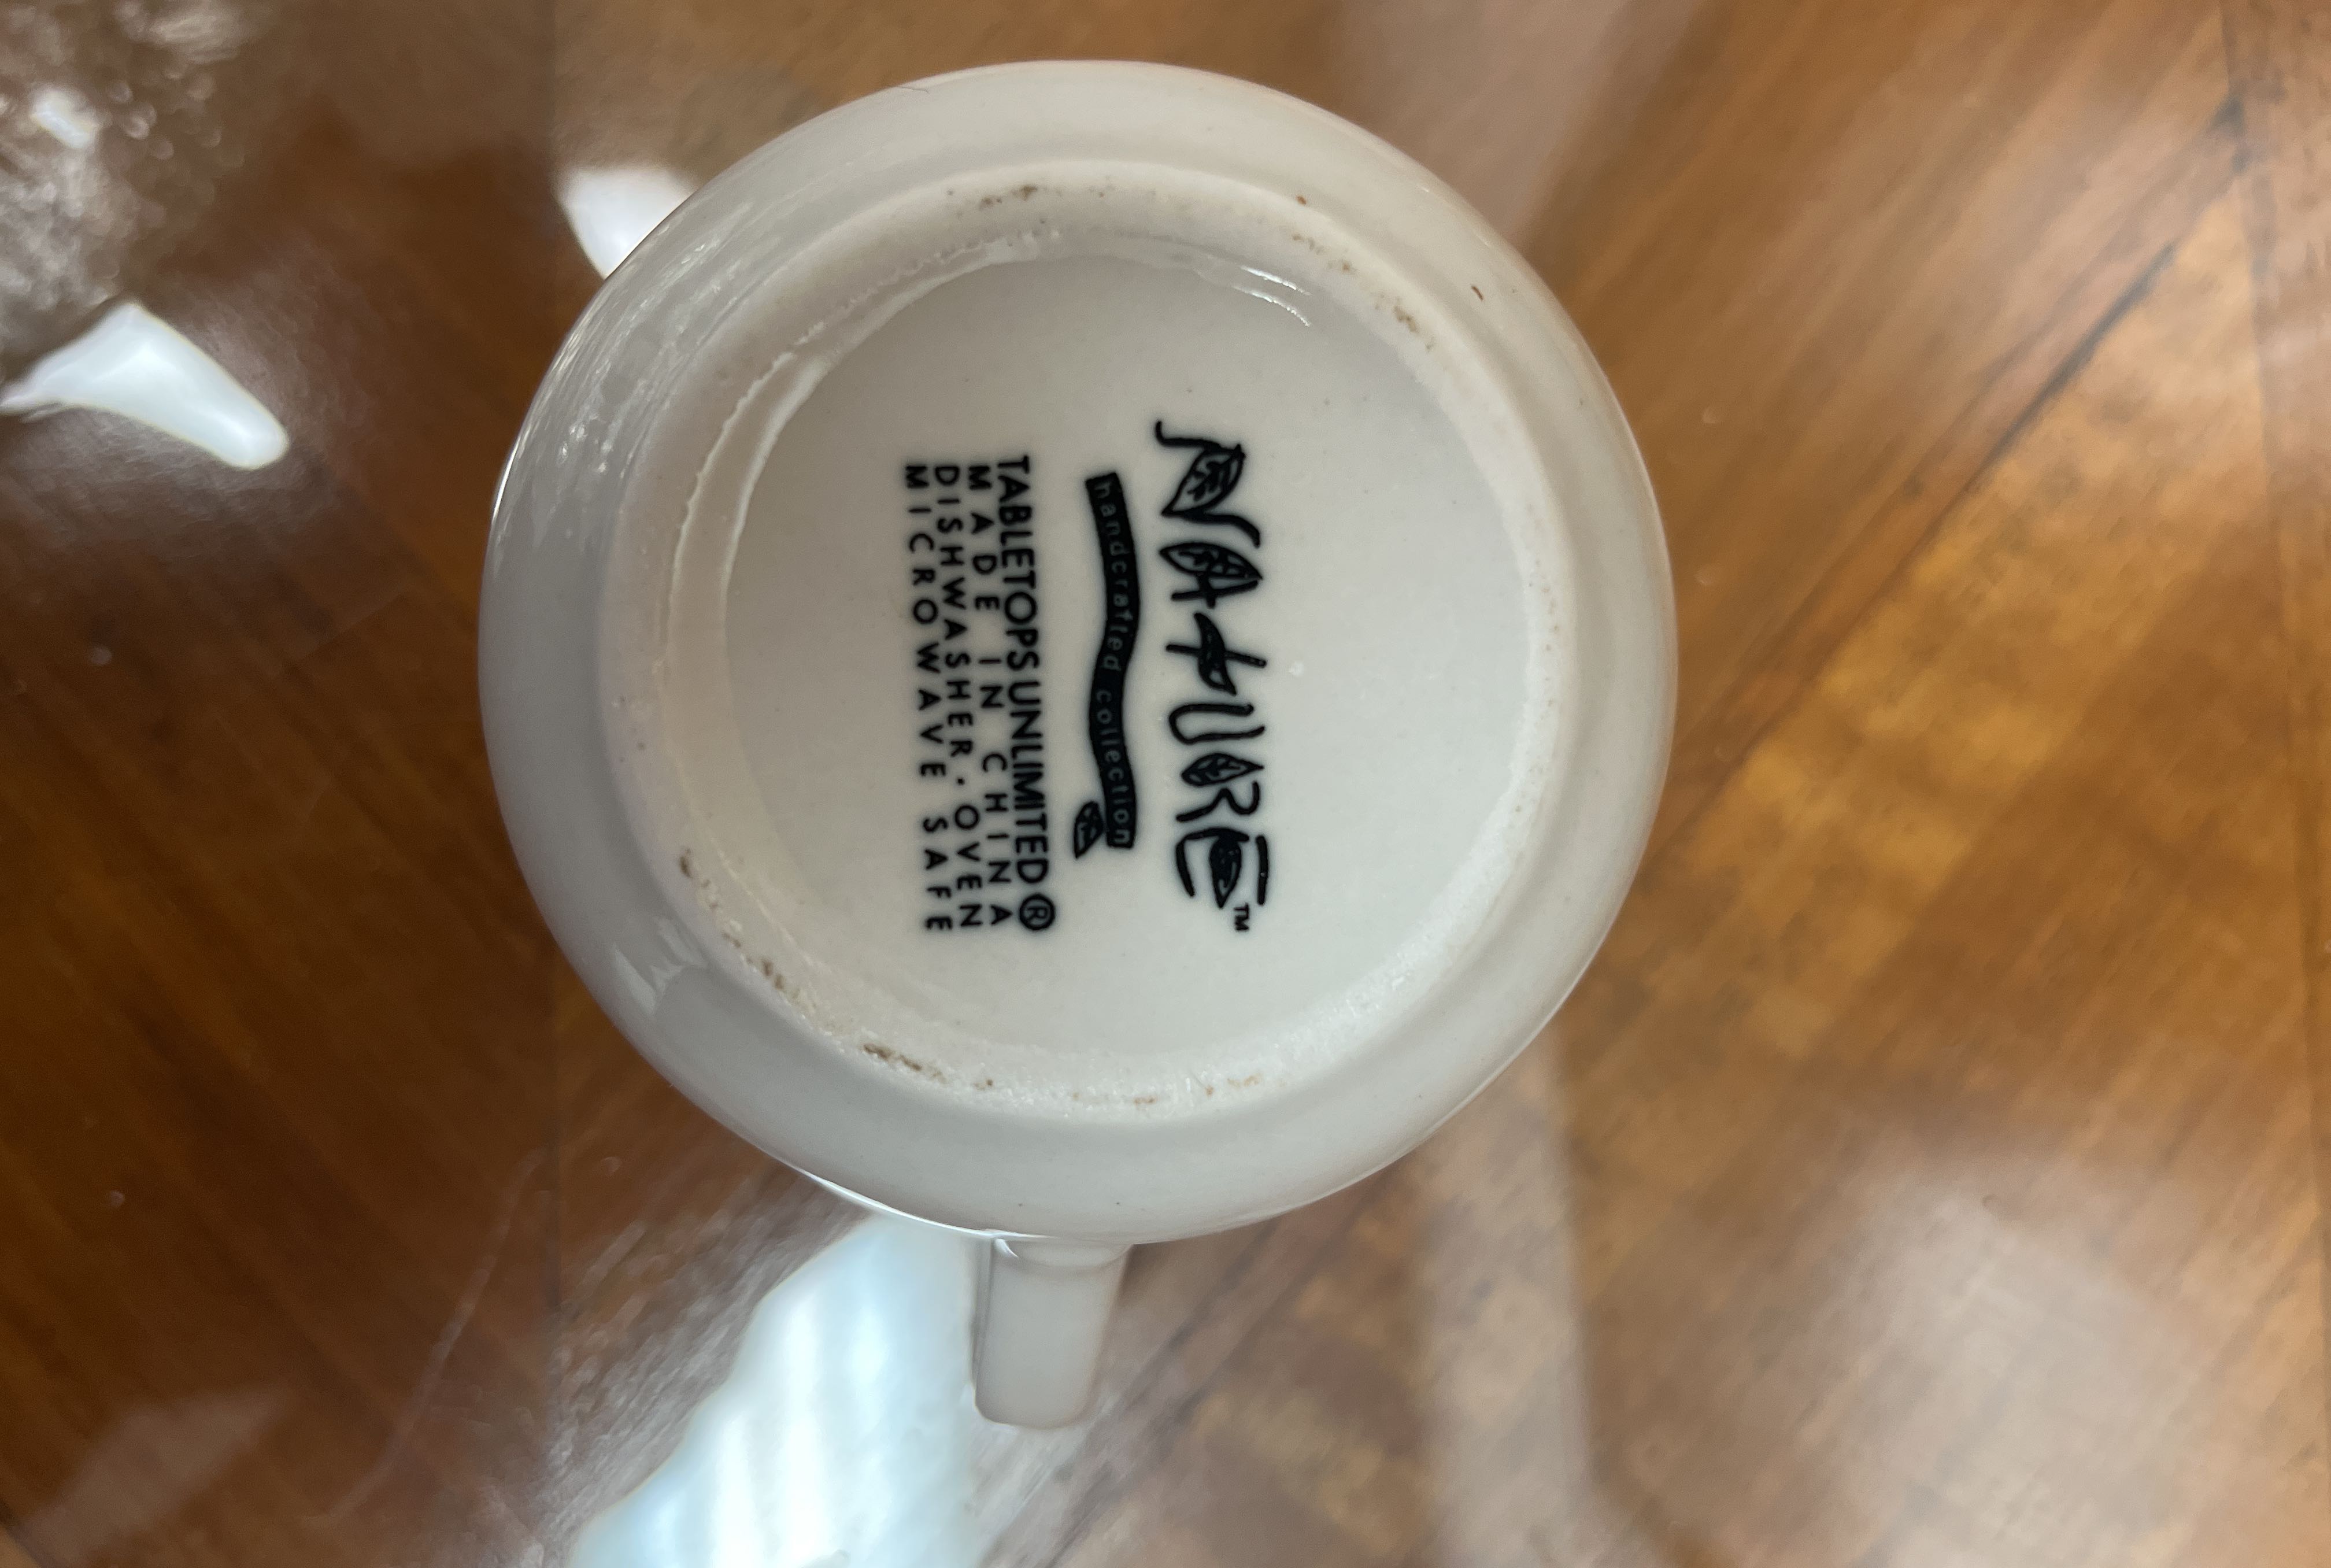 NATURE™
handcrafted collection
TABLETOPS UNLIMITED®
MADE IN CHINA
DISHWASHER·OVEN
MICROWAVE SAFE